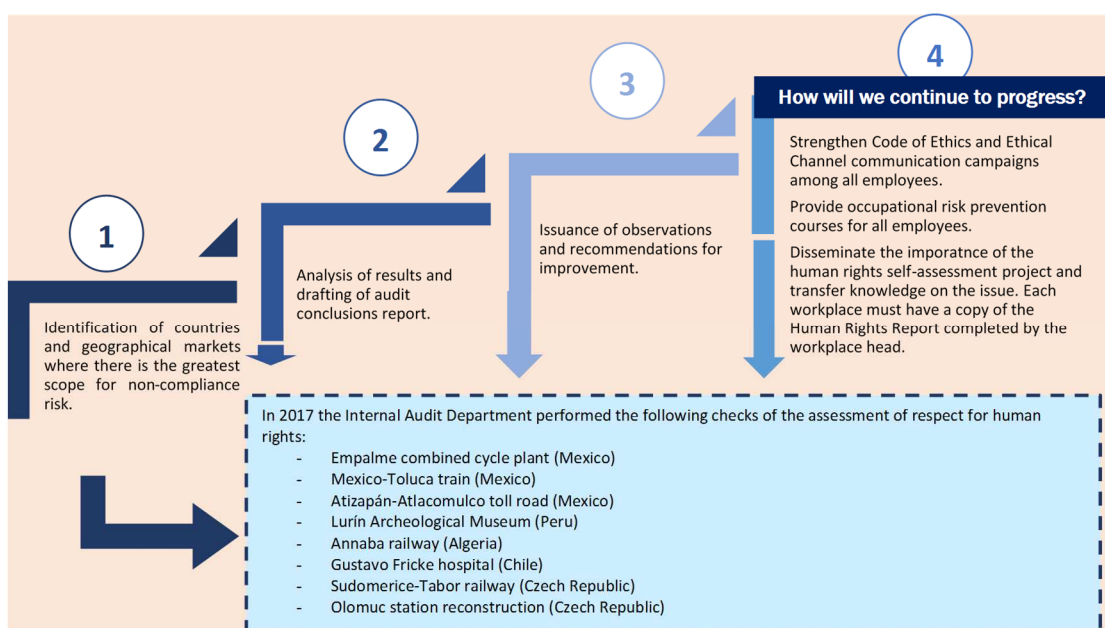 1
Identification of countries
and geographical markets
where there is the greatest
scope for non-compliance
risk.
2
Analysis of results and
drafting of audit
conclusions report.
3
Issuance of observations
and recommendations for
improvement.
4
How will we continue to progress?
Strengthen Code of Ethics and Ethical
Channel communication campaigns
among all employees.
Provide occupational risk prevention
courses for all employees.
Disseminate the imporatnce of the
human rights self-assessment project and
transfer knowledge on the issue. Each
workplace must have a copy of the
Human Rights Report completed by the
workplace head.
In 2017 the Internal Audit Department performed the following checks of the assessment of respect for human
rights:
- Empalme combined cycle plant (Mexico)
- Mexico-Toluca train (Mexico)
- Atizapán-Atlacomulco toll road (Mexico)
- Lurín Archeological Museum (Peru)
- Annaba railway (Algeria)
- Gustavo Fricke hospital (Chile)
- Sudomerice-Tabor railway (Czech Republic)
- Olomuc station reconstruction (Czech Republic)